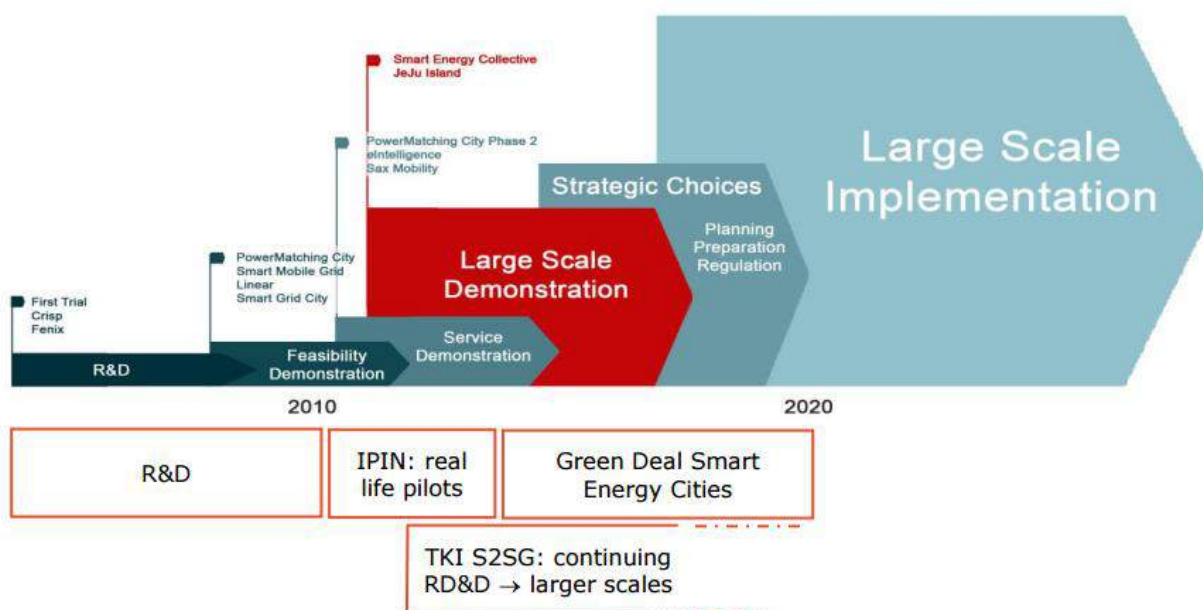 Smart Energy Collective
JeJu Island
PowerMatching City Phase 2
eIntelligence
Sax Mobility
PowerMatching City
Smart Mobile Grid
Linear
Smart Grid City
First Trial
Crisp
Fenix
R&D
Feasibility
Demonstration
Service
Demonstration
Large Scale
Demonstration
Strategic Choices
Planning
Preparation
Regulation
Large Scale
Implementation
2010
2020
R&D
IPIN: real
life pilots
Green Deal Smart
Energy Cities
TKI S2SG: continuing
RD&D → larger scales